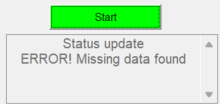 Start
Status update
ERROR! Missing data found